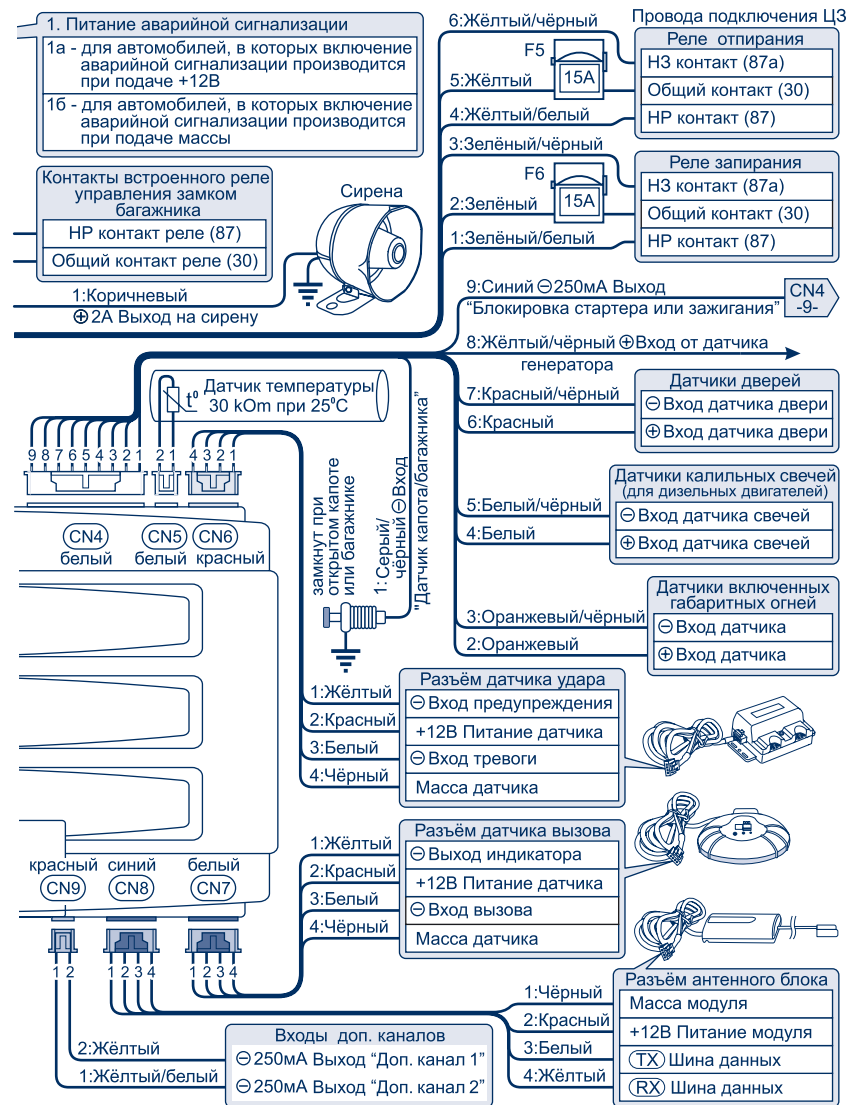 1. Питание аварийной сигнализации
1а - для автомобилей, в которых включение
аварийной сигнализации производится
при подаче +12В
1б - для автомобилей, в которых включение
аварийной сигнализации производится
при подаче массы
Контакты встроенного реле
управления замком
багажника
НР контакт реле (87)
Общий контакт реле (30)
Сирена
1:Коричневый
⊕2А Выход на сирену
Провода подключения ЦЗ
6:Жёлтый/чёрный
F5
15А
5:Жёлтый
4:Жёлтый/белый
Реле отпирания
НЗ контакт (87а)
Общий контакт (30)
НР контакт (87)
3:Зелёный/чёрный
F6
15А
2:Зелёный
1:Зелёный/белый
Реле запирания
НЗ контакт (87а)
Общий контакт (30)
НР контакт (87)
9:Синий ⊖250мА Выход
"Блокировка стартера или зажигания"
CN4
-9-
8:Жёлтый/чёрный ⊕Вход от датчика
генератора
7:Красный/чёрный
6:Красный
Датчики дверей
⊖Вход датчика двери
⊕Вход датчика двери
Датчики калильных свечей
(для дизельных двигателей)
5:Белый/чёрный
4:Белый
⊖Вход датчика свечей
⊕Вход датчика свечей
Датчики включенных
габаритных огней
3:Оранжевый/чёрный
2:Оранжевый
⊖Вход датчика
⊕Вход датчика
t⁰
Датчик температуры
30 kOm при 25⁰С
9 8 7 6 5 4 3 2 1
2 1
4 3 2 1
CN4
белый
CN5
белый
CN6
красный
замкнут при
открытом капоте
или багажнике
1: Серый/
чёрный ⊖Вход
"Датчик капота/багажника"
1:Жёлтый
2:Красный
3:Белый
4:Чёрный
Разъём датчика удара
⊖Вход предупреждения
+12В Питание датчика
⊖Вход тревоги
Масса датчика
1:Жёлтый
2:Красный
3:Белый
4:Чёрный
Разъём датчика вызова
⊖Выход индикатора
+12В Питание датчика
⊖Вход вызова
Масса датчика
красный
CN9
синий
CN8
белый
CN7
1 2
1 2 3 4
1 2 3 4
1:Чёрный
2:Красный
3:Белый
4:Жёлтый
Разъём антенного блока
Масса модуля
+12В Питание модуля
TX Шина данных
RX Шина данных
2:Жёлтый
1:Жёлтый/белый
Входы доп. каналов
⊖250мА Выход "Доп. канал 1"
⊖250мА Выход "Доп. канал 2"